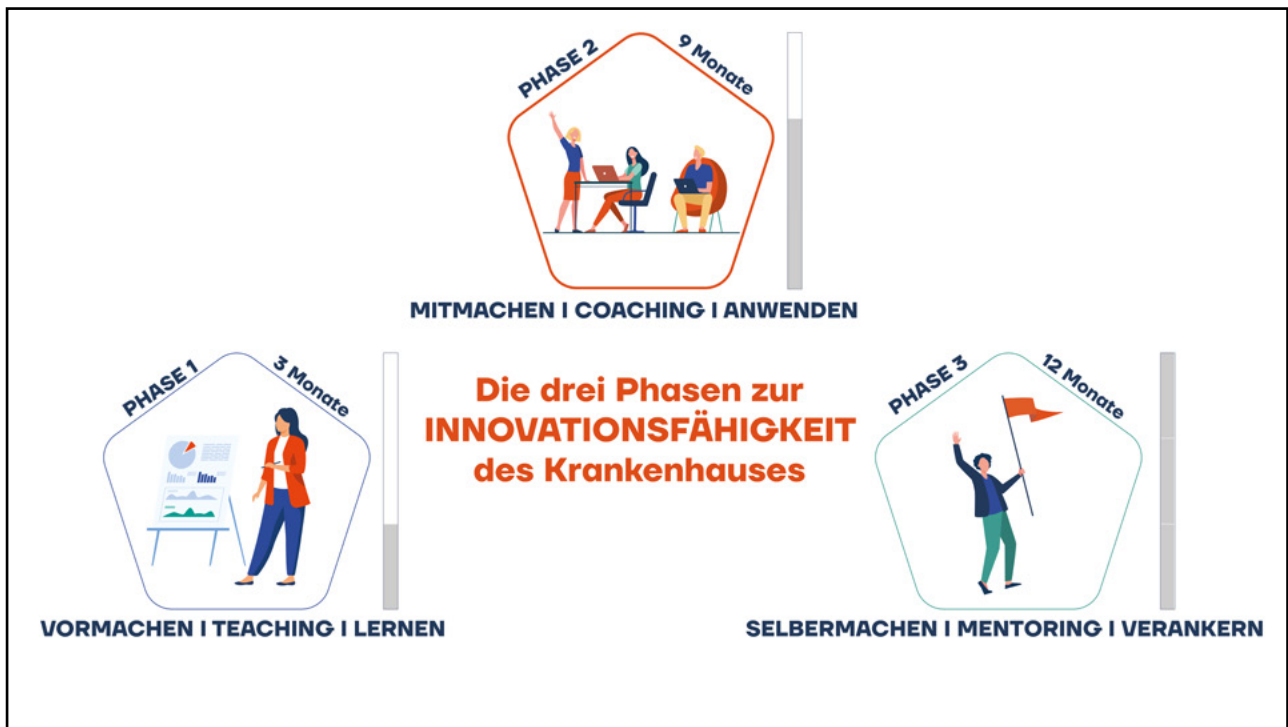 PHASE 2
9 Monate
MITMACHEN I COACHING I ANWENDEN
PHASE 1
3 Monate
VORMACHEN I TEACHING I LERNEN
Die drei Phasen zur
INNOVATIONSFÄHIGKEIT
des Krankenhauses
PHASE 3
12 Monate
SELBERMACHEN I MENTORING I VERANKERN